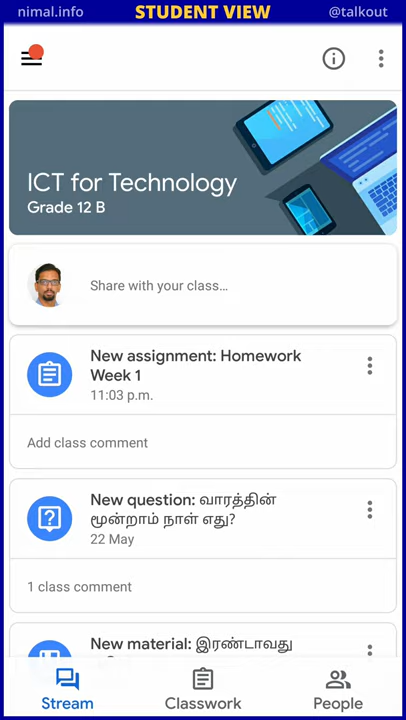 nimal.info STUDENT VIEW @talkout
ICT for Technology
Grade 12 B
Share with your class...
New assignment: Homework
Week 1
11:03 p.m.
Add class comment
New question: வாரத்தின்
மூன்றாம் நாள் எது?
22 May
1 class comment
New material: இரண்டாவது
Stream Classwork People